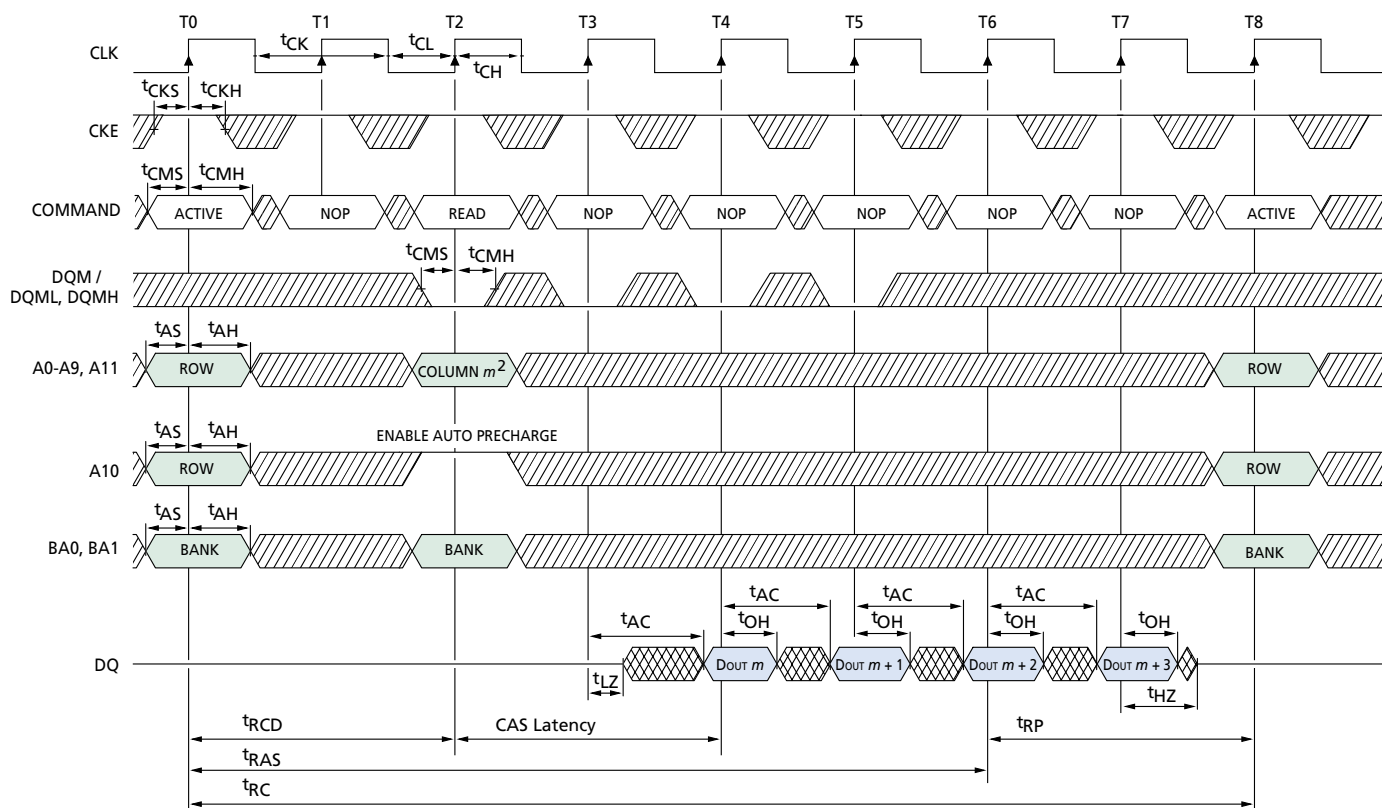 T0 T1 T2 T3 T4 T5 T6 T7 T8
CLK tCK tCL tCH
tCKS tCKH
CKE
tCMS tCMH
COMMAND ACTIVE NOP READ NOP NOP NOP NOP NOP ACTIVE
tCMS tCMH
DQM /
DQML, DQMH
tAS tAH
A0-A9, A11 ROW COLUMN m2 ROW
ENABLE AUTO PRECHARGE
tAS tAH
A10 ROW ROW
tAS tAH
BA0, BA1 BANK BANK BANK
tAC tAC tAC
tAC tOH tOH tOH tOH
DQ DOUT m DOUT m + 1 DOUT m + 2 DOUT m + 3
tLZ tHZ
tRCD CAS Latency tRP
tRAS
tRC